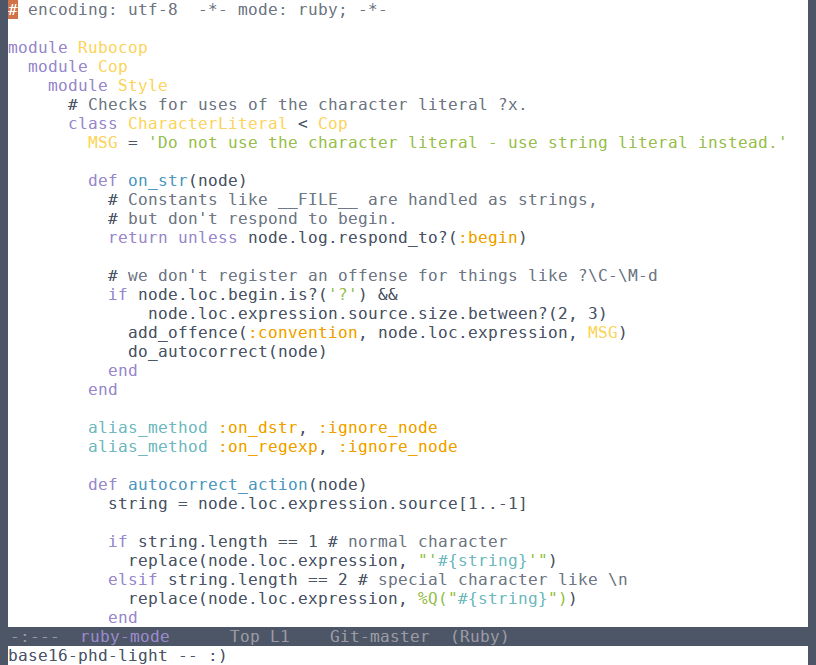 # encoding: utf-8  -*- mode: ruby; -*-

module Rubocop
  module Cop
    module Style
      # Checks for uses of the character literal ?x.
      class CharacterLiteral < Cop
        MSG = 'Do not use the character literal - use string literal instead.'

        def on_str(node)
          # Constants like __FILE__ are handled as strings,
          # but don't respond to begin.
          return unless node.log.respond_to?(:begin)

          # we don't register an offense for things like ?\C-\M-d
          if node.loc.begin.is?('?') &&
              node.loc.expression.source.size.between?(2, 3)
            add_offence(:convention, node.loc.expression, MSG)
            do_autocorrect(node)
          end
        end

        alias_method :on_dstr, :ignore_node
        alias_method :on_regexp, :ignore_node

        def autocorrect_action(node)
          string = node.loc.expression.source[1..-1]

          if string.length == 1 # normal character
            replace(node.loc.expression, "'#{string}'")
          elsif string.length == 2 # special character like \n
            replace(node.loc.expression, %Q("#{string}"))
          end
-:---  ruby-mode      Top L1    Git-master  (Ruby)
base16-phd-light -- :)